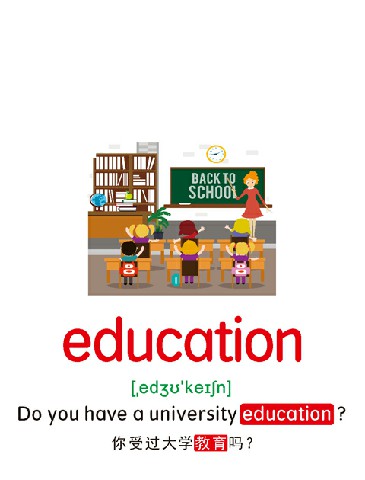 BACK TO
SCHOOL
education
[ˌedʒʊˈkeɪʃn]
Do you have a university education?
你受过大学教育吗?